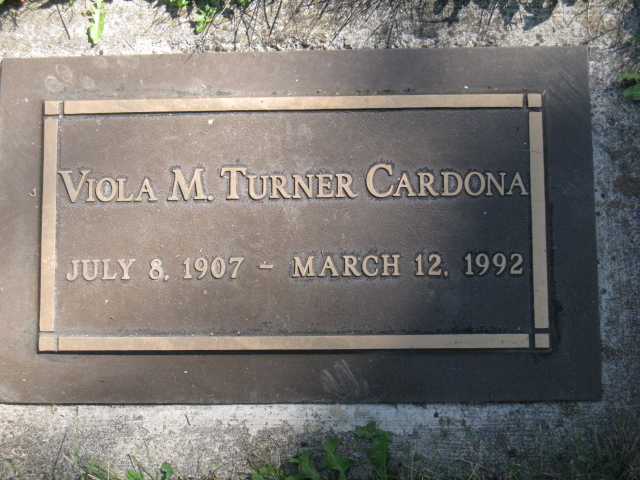 Viola M. Turner Cardona
July 8, 1907 - March 12, 1992